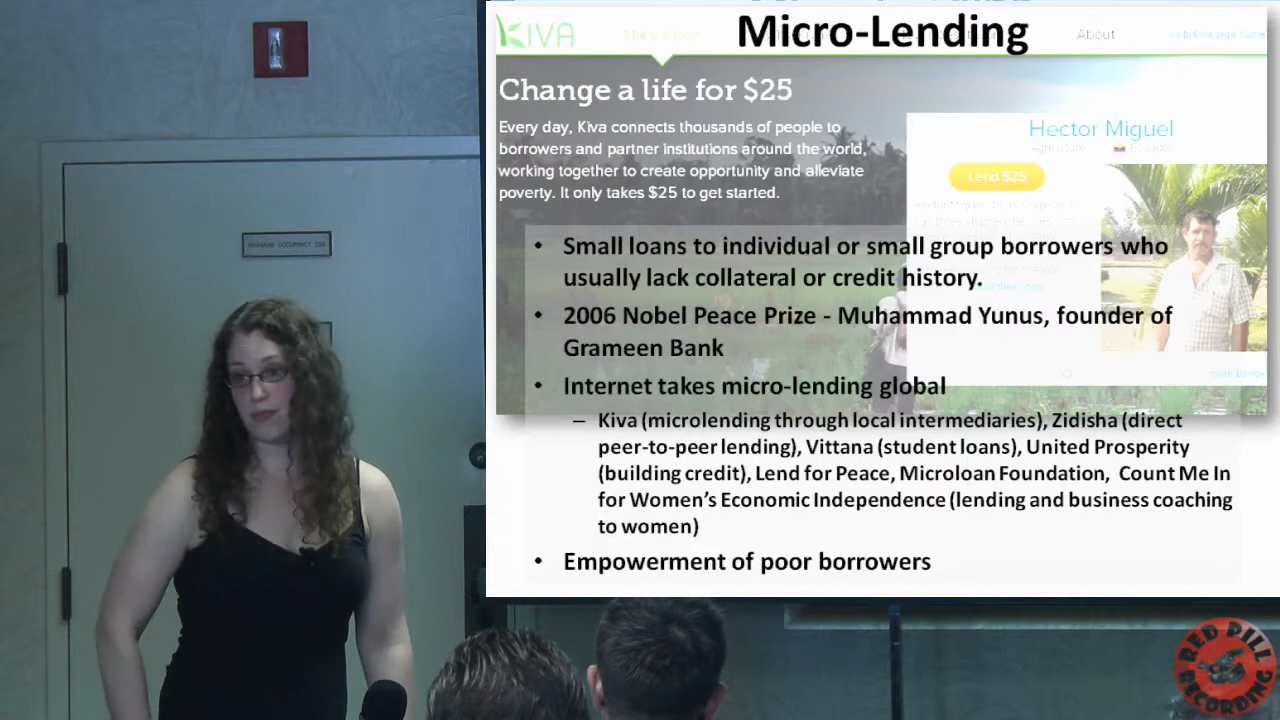 KIVA
Micro-Lending
About
Change a life for $25
Every day, Kiva connects thousands of people to
borrowers and partner institutions around the world,
working together to create opportunity and alleviate
poverty. It only takes $25 to get started.
Hector Miguel
Lend $25
• Small loans to individual or small group borrowers who
usually lack collateral or credit history.
• 2006 Nobel Peace Prize - Muhammad Yunus, founder of
Grameen Bank
• Internet takes micro-lending global
– Kiva (microlending through local intermediaries), Zidisha (direct
peer-to-peer lending), Vittana (student loans), United Prosperity
(building credit), Lend for Peace, Microloan Foundation, Count Me In
for Women's Economic Independence (lending and business coaching
to women)
• Empowerment of poor borrowers
MAXIMUM OCCUPANCY
RED PILL
RECORDING